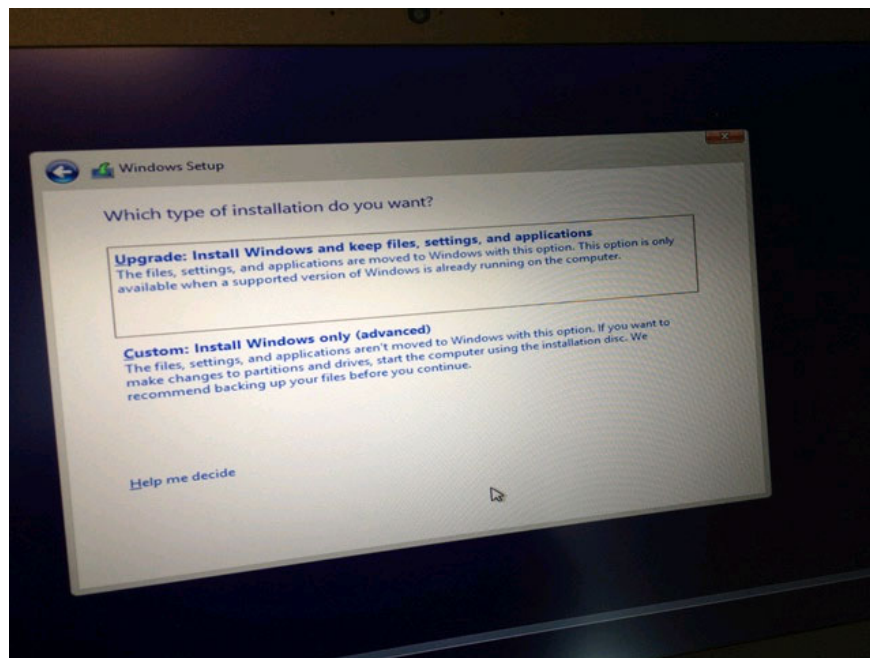 Windows Setup
Which type of installation do you want?
Upgrade: Install Windows and keep files, settings, and applications
The files, settings, and applications are moved to Windows with this option. This option is only
available when a supported version of Windows is already running on the computer.
Custom: Install Windows only (advanced)
The files, settings, and applications aren't moved to Windows with this option. If you want to
make changes to partitions and drives, start the computer using the installation disc. We
recommend backing up your files before you continue.
Help me decide